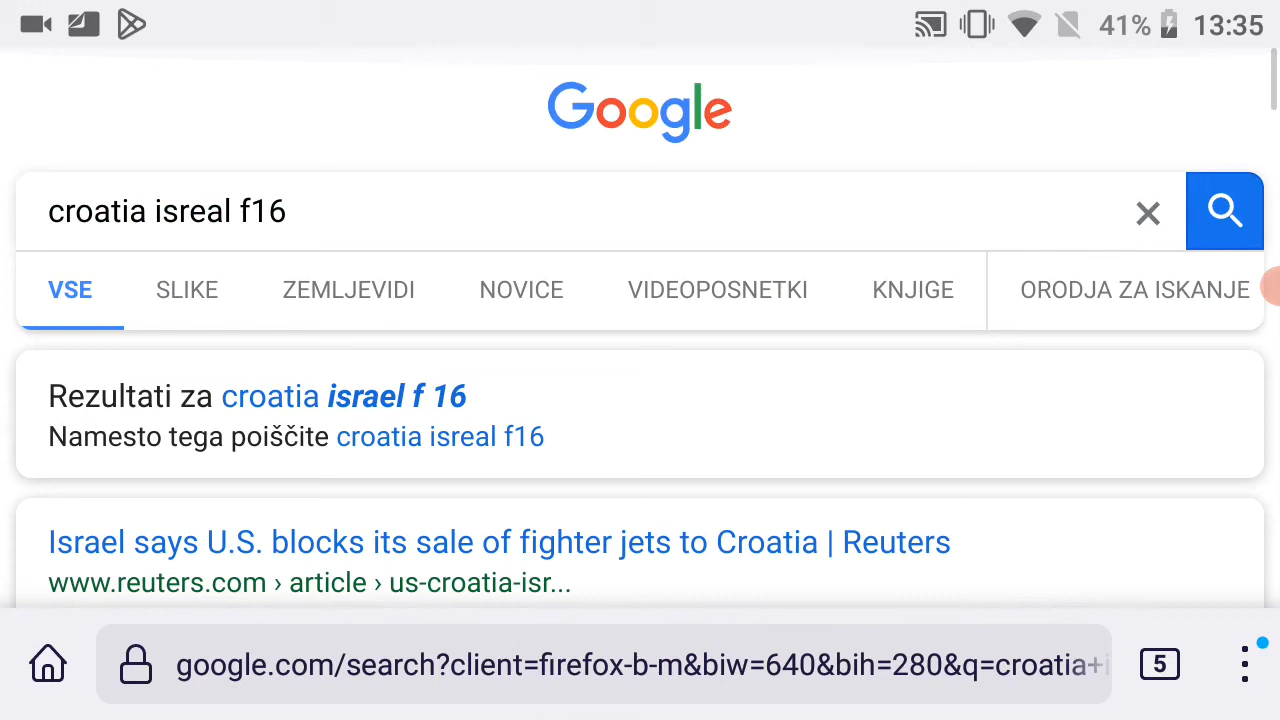 41% 13:35
Google
croatia isreal f16
VSE SLIKE ZEMLJEVIDI NOVICE VIDEOPOSNETKI KNJIGE ORODJA ZA ISKANJE
Rezultati za croatia israel f 16
Namesto tega poiščite croatia isreal f16
Israel says U.S. blocks its sale of fighter jets to Croatia | Reuters
www.reuters.com › article › us-croatia-isr...
google.com/search?client=firefox-b-m&biw=640&bih=280&q=croatia+i 5